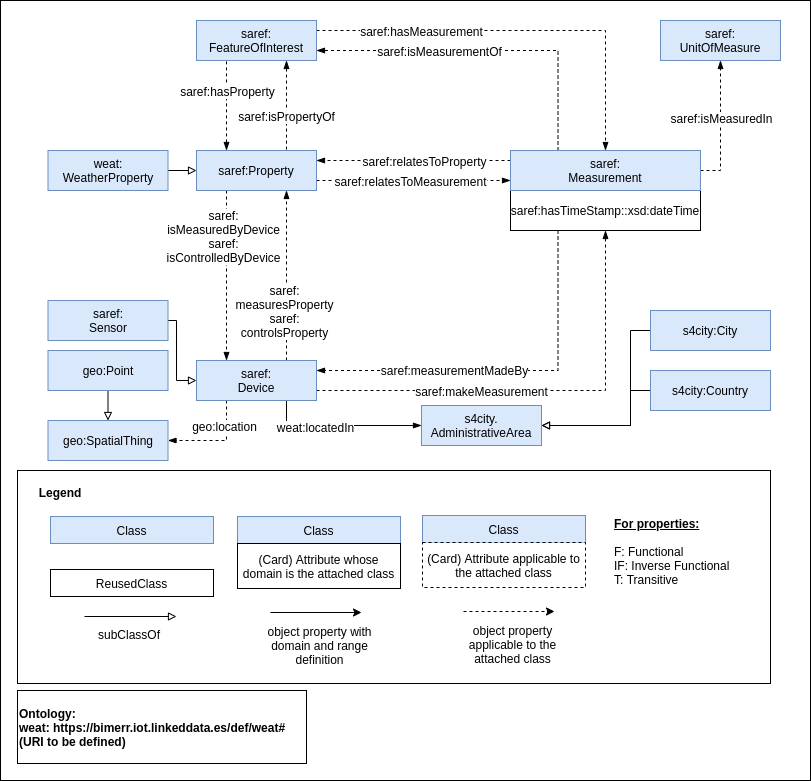 saref:
FeatureOfInterest
saref:hasMeasurement
saref:isMeasurementOf
saref:
UnitOfMeasure
saref:hasProperty
saref:isPropertyOf
saref:isMeasuredIn
weat:
WeatherProperty
saref:Property
saref:relatesToProperty
saref:relatesToMeasurement
saref:
Measurement
saref:hasTimeStamp::xsd:dateTime
saref:
isMeasuredByDevice
saref:
isControlledByDevice
saref:
measuresProperty
saref:
controlsProperty
saref:
Sensor
geo:Point
geo:SpatialThing
saref:
Device
saref:measurementMadeBy
saref:makeMeasurement
geo:location
weat:locatedIn
s4city.
AdministrativeArea
s4city:City
s4city:Country
Legend
Class
ReusedClass
subClassOf
Class
(Card) Attribute whose
domain is the attached class
object property with
domain and range
definition
Class
(Card) Attribute applicable to
the attached class
object property
applicable to the
attached class
For properties:
F: Functional
IF: Inverse Functional
T: Transitive
Ontology:
weat: https://bimerr.iot.linkeddata.es/def/weat#
(URI to be defined)